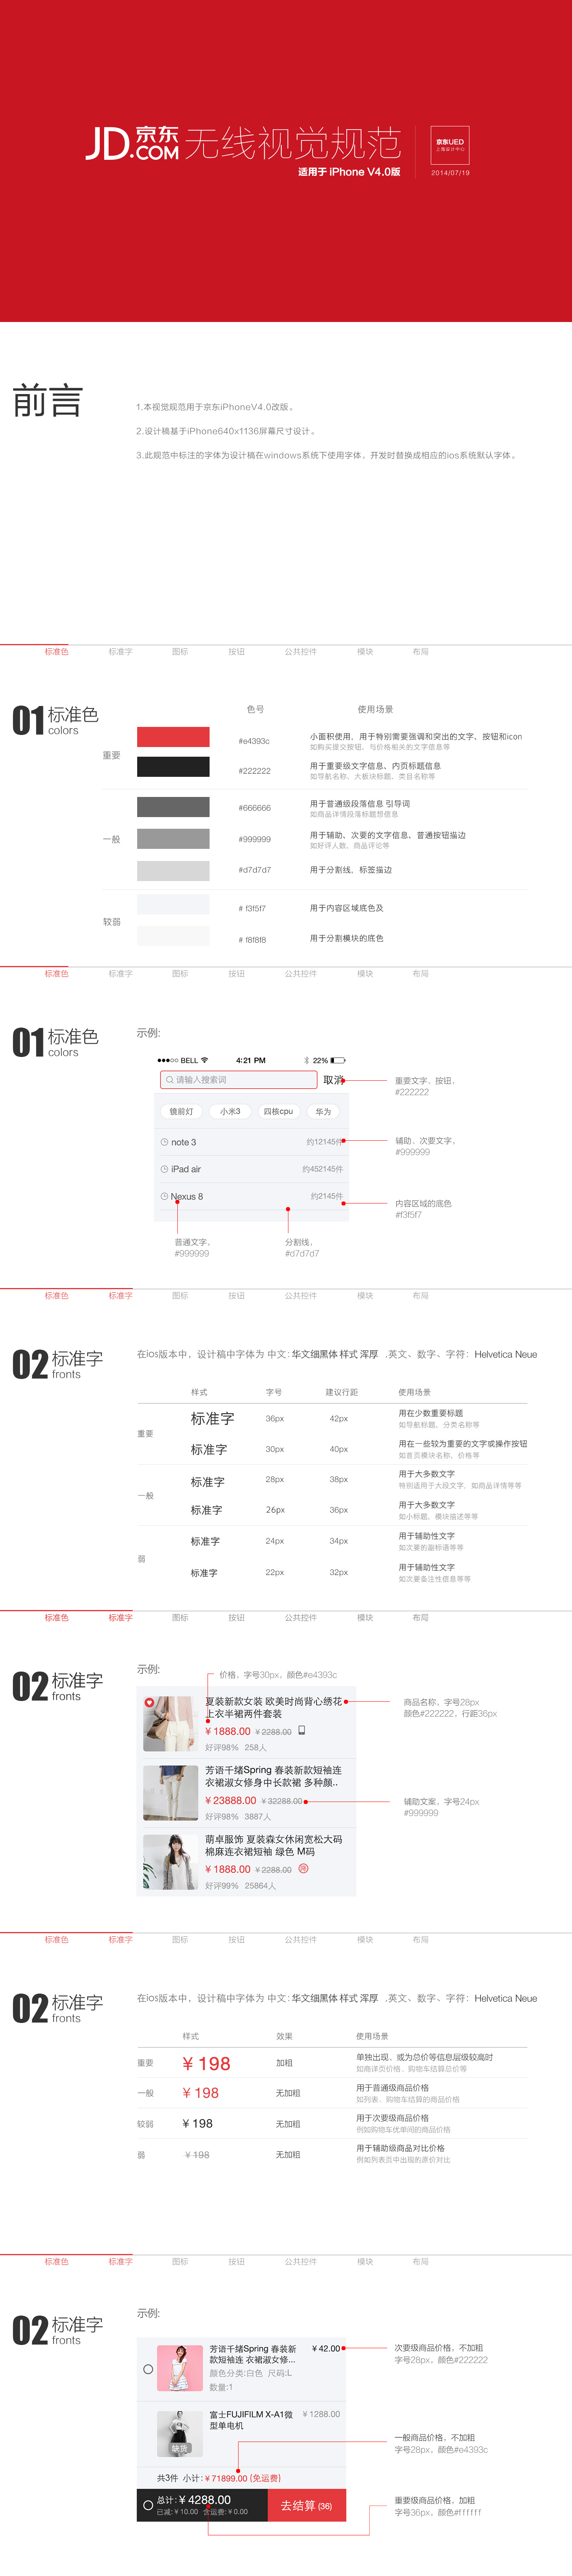 JD.京东
.COM 无线视觉规范
适用于 iPhone V4.0版
京东UED
上海设计中心
2014/07/19
前言
1.本视觉规范用于京东iPhoneV4.0改版。
2.设计稿基于iPhone640x1136屏幕尺寸设计。
3.此规范中标注的字体为设计稿在windows系统下使用字体，开发时替换成相应的ios系统默认字体。
标准色 标准字 图标 按钮 公共控件 模块 布局
01 标准色
colors
色号 使用场景
重要
#e4393c 小面积使用，用于特别需要强调和突出的文字、按钮和icon
如购买提交按钮，与价格相关的文字信息等
#222222 用于重要级文字信息、内页标题信息
如导航名称、大板块标题、类目名称等
一般
#666666 用于普通级段落信息 引导词
如商品详情段落标题想信息
#999999 用于辅助、次要的文字信息、普通按钮描边
如好评人数、商品评论等
#d7d7d7 用于分割线，标签描边
较弱
# f3f5f7 用于内容区域底色及
# f8f8f8 用于分割模块的底色
标准色 标准字 图标 按钮 公共控件 模块 布局
01 标准色
colors
示例:
BELL 4:21 PM 22%
请输入搜索词 取消
镜前灯 小米3 四核cpu 华为
note 3 约12145件
iPad air 约452145件
Nexus 8 约2145件
重要文字，按钮，
#222222
辅助、次要文字，
#999999
内容区域的底色
#f3f5f7
普通文字，
#999999
分割线，
#d7d7d7
标准色 标准字 图标 按钮 公共控件 模块 布局
02 标准字
fronts
在ios版本中，设计稿中字体为 中文: 华文细黑体 样式 浑厚 ,英文、数字、字符： Helvetica Neue
样式 字号 建议行距 使用场景
重要
标准字 36px 42px 用在少数重要标题
如导航标题、分类名称等
标准字 30px 40px 用在一些较为重要的文字或操作按钮
如首页模块名称、价格等
一般
标准字 28px 38px 用于大多数文字
特别适用于大段文字，如商品详情等等
标准字 26px 36px 用于大多数文字
如小标题，模块描述等等
弱
标准字 24px 34px 用于辅助性文字
如次要的副标语等等
标准字 22px 32px 用于辅助性文字
如次要备注性信息等等
标准色 标准字 图标 按钮 公共控件 模块 布局
02 标准字
fronts
示例:
价格，字号30px，颜色#e4393c
夏装新款女装 欧美时尚背心绣花
上衣半裙两件套装
¥ 1888.00 ¥ 2288.00
好评98% 258人
芳语千绪Spring 春装新款短袖连
衣裙淑女修身中长款裙 多种颜..
¥ 23888.00 ¥ 32288.00
好评98% 3887人
萌卓服饰 夏装森女休闲宽松大码
棉麻连衣裙短袖 绿色 M码
¥ 1888.00 ¥ 2288.00
好评99% 25864人
商品名称，字号28px
颜色#222222，行距36px
辅助文案，字号24px
#999999
标准色 标准字 图标 按钮 公共控件 模块 布局
02 标准字
fronts
在ios版本中，设计稿中字体为 中文: 华文细黑体 样式 浑厚 ,英文、数字、字符： Helvetica Neue
样式 效果 使用场景
重要 ¥ 198 加粗 单独出现、或为总价等信息层级较高时
如商详页价格、购物车结算总价等
一般 ¥ 198 无加粗 用于普通级商品价格
如列表、购物车结算的商品价格
较弱 ¥ 198 无加粗 用于次要级商品价格
例如购物车优单间的商品价格
弱 ¥ 198 无加粗 用于辅助级商品对比价格
例如列表页中出现的原价对比
标准色 标准字 图标 按钮 公共控件 模块 布局
02 标准字
fronts
示例:
芳语千绪Spring 春装新
款短袖连 衣裙淑女修...
¥ 42.00
颜色分类:白色 尺码:L
数量:1
富士FUJIFILM X-A1微
型单电机
¥ 1288.00
缺货
共3件 小计: ¥ 71899.00 (免运费)
总计: ¥ 4288.00
已减: ¥ 10.00 含运费: ¥ 0.00
去结算 (36)
次要级商品价格，不加粗
字号28px，颜色#222222
一般商品价格，不加粗
字号28px，颜色#e4393c
重要级商品价格，加粗
字号36px，颜色#ffffff